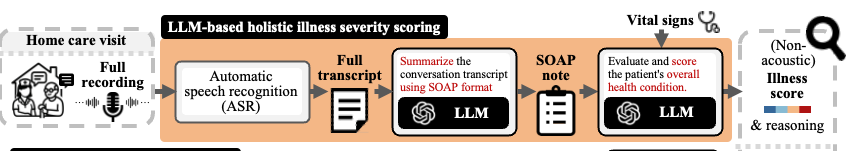 LLM-based holistic illness severity scoring
Home care visit
Full
recording
Automatic
speech recognition
(ASR)
Full
transcript
Summarize the
conversation transcript
using SOAP format
LLM
SOAP
note
Vital signs
Evaluate and score
the patient's overall
health condition.
LLM
(Non-
acoustic)
Illness
score
& reasoning